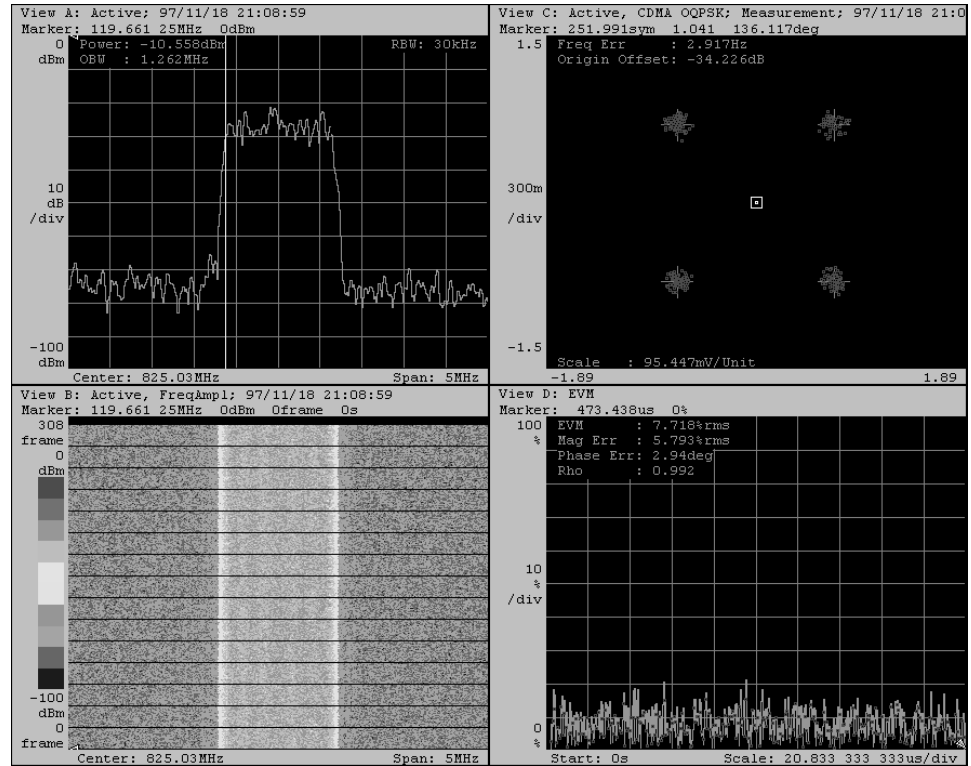 View A: Active; 97/11/18 21:08:59
Marker: 119.661 25MHz 0dBm
0
dBm
Power: -10.558dBm
OBW : 1.262MHz
RBW: 30kHz
10
dB
/div
-100
dBm
Center: 825.03MHz
Span: 5MHz
View C: Active, CDMA OQPSK; Measurement; 97/11/18 21:0
Marker: 251.991sym 1.041 136.117deg
1.5
Freq Err : 2.917Hz
Origin Offset: -34.226dB
300m
/div
-1.5
Scale : 95.447mV/Unit
-1.89
1.89
View B: Active, FreqAmpl; 97/11/18 21:08:59
Marker: 119.661 25MHz 0dBm 0frame 0s
308
frame
0
dBm
-100
dBm
0
frame
Center: 825.03MHz
Span: 5MHz
View D: EVM
Marker: 473.438us 0%
100
%
EVM : 7.718%rms
Mag Err : 5.793%rms
Phase Err: 2.94deg
Rho : 0.992
10
%
/div
0
%
Start: 0s
Scale: 20.833 333 333us/div